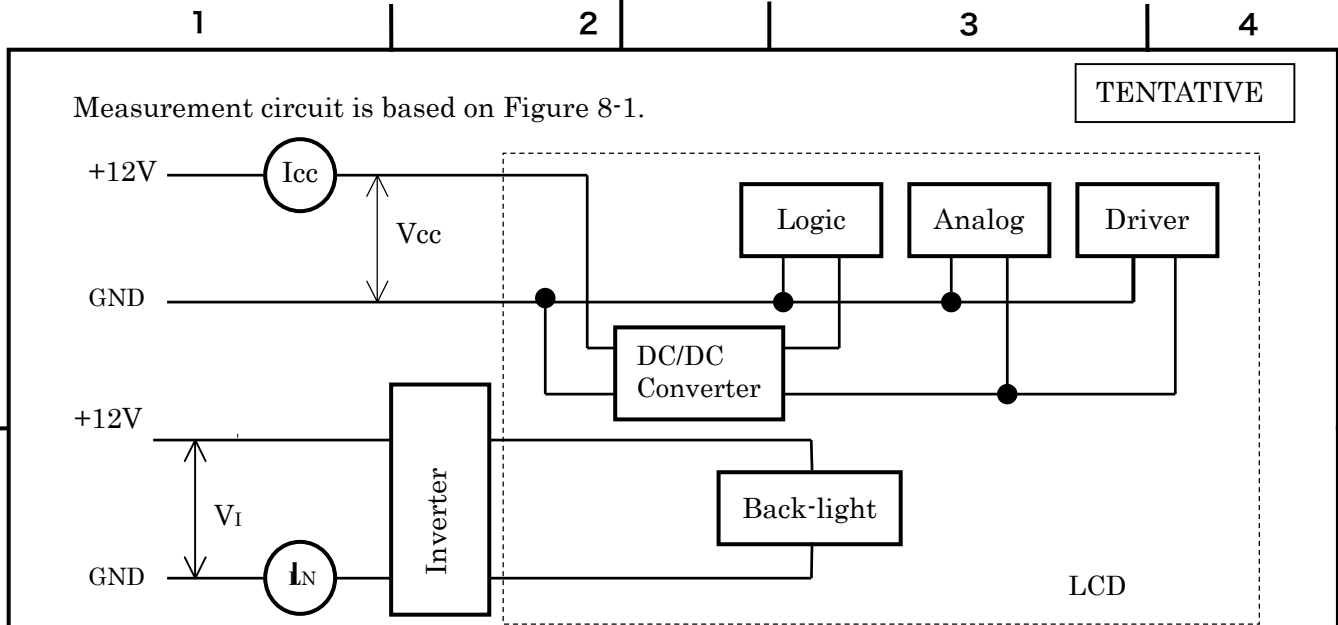 1 2 3 4
TENTATIVE
Measurement circuit is based on Figure 8-1.
+12V
Icc
Vcc
GND
Logic
Analog
Driver
DC/DC
Converter
+12V
VI
GND
Inverter
Back-light
LCD